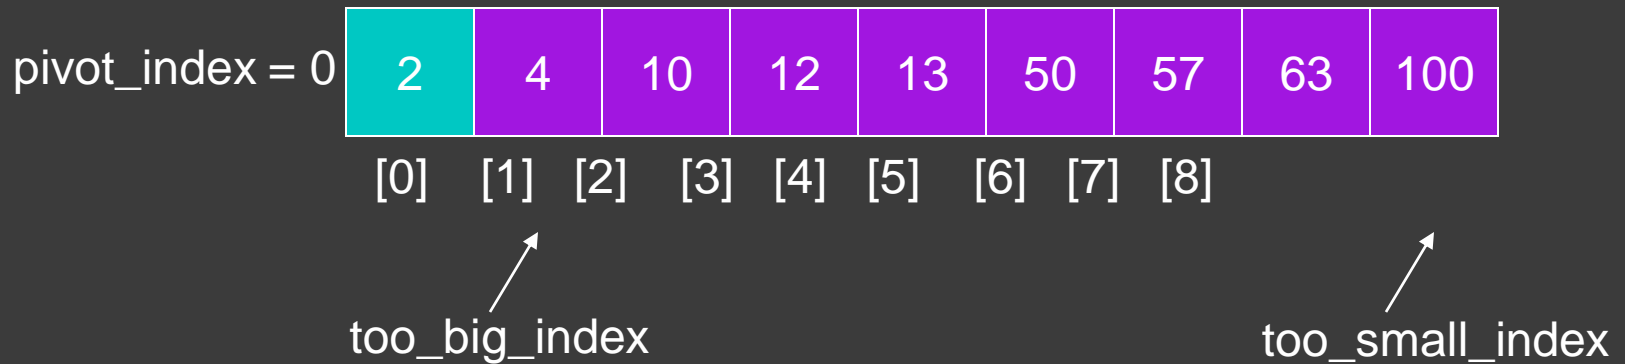 pivot_index = 0 2 4 10 12 13 50 57 63 100
[0] [1] [2] [3] [4] [5] [6] [7] [8]
too_big_index too_small_index